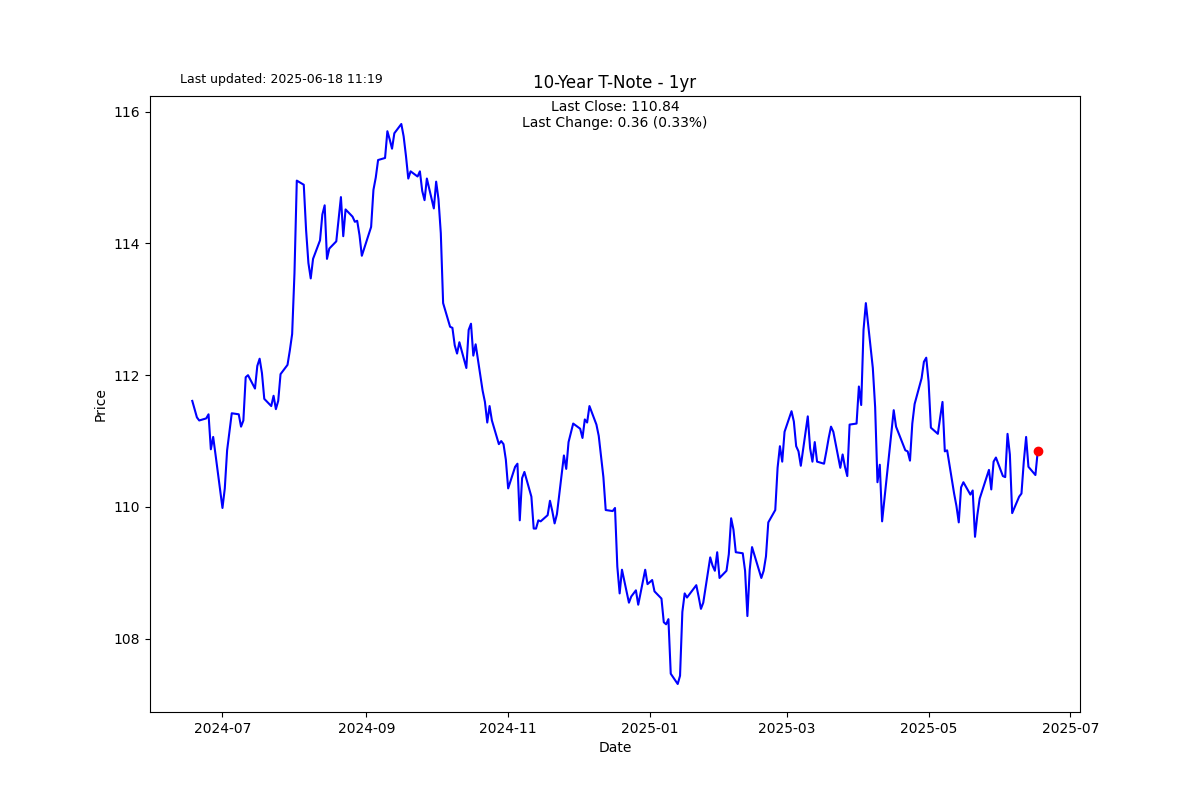 Last updated: 2025-06-18 11:19
10-Year T-Note - 1yr
Last Close: 110.84
Last Change: 0.36 (0.33%)
116
114
112
110
108
Price
2024-07 2024-09 2024-11 2025-01 2025-03 2025-05 2025-07
Date